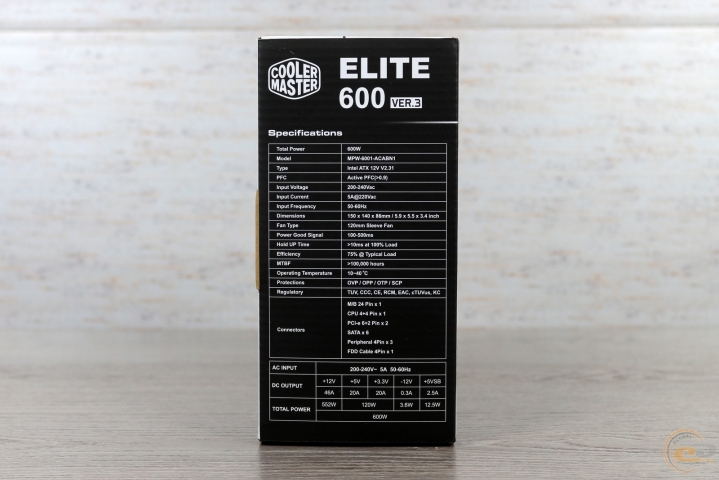 COOLER
MASTER
ELITE
600 VER.3
Specifications
Total Power 600W
Model MPW-6001-ACABN1
Type Intel ATX 12V V2.31
PFC Active PFC(>0.9)
Input Voltage 200-240Vac
Input Current 5A@220Vac
Input Frequency 50-60Hz
Dimensions 150 x 140 x 86mm / 5.9 x 5.5 x 3.4 inch
Fan Type 120mm Sleeve Fan
Power Good Signal 100-500ms
Hold UP Time >10ms at 100% Load
Efficiency 75% @ Typical Load
MTBF >100,000 hours
Operating Temperature 10~40 °C
Protections OVP / OPP / OTP / SCP
Regulatory TUV, CCC, CE, RCM, EAC, cTUVus, KC
Connectors
M/B 24 Pin x 1
CPU 4+4 Pin x 1
PCI-e 6+2 Pin x 2
SATA x 6
Peripheral 4Pin x 3
FDD Cable 4Pin x 1
AC INPUT 200-240V~ 5A 50-60Hz
DC OUTPUT +12V +5V +3.3V -12V +5VSB
46A 20A 20A 0.3A 2.5A
TOTAL POWER 552W 120W 3.6W 12.5W
600W